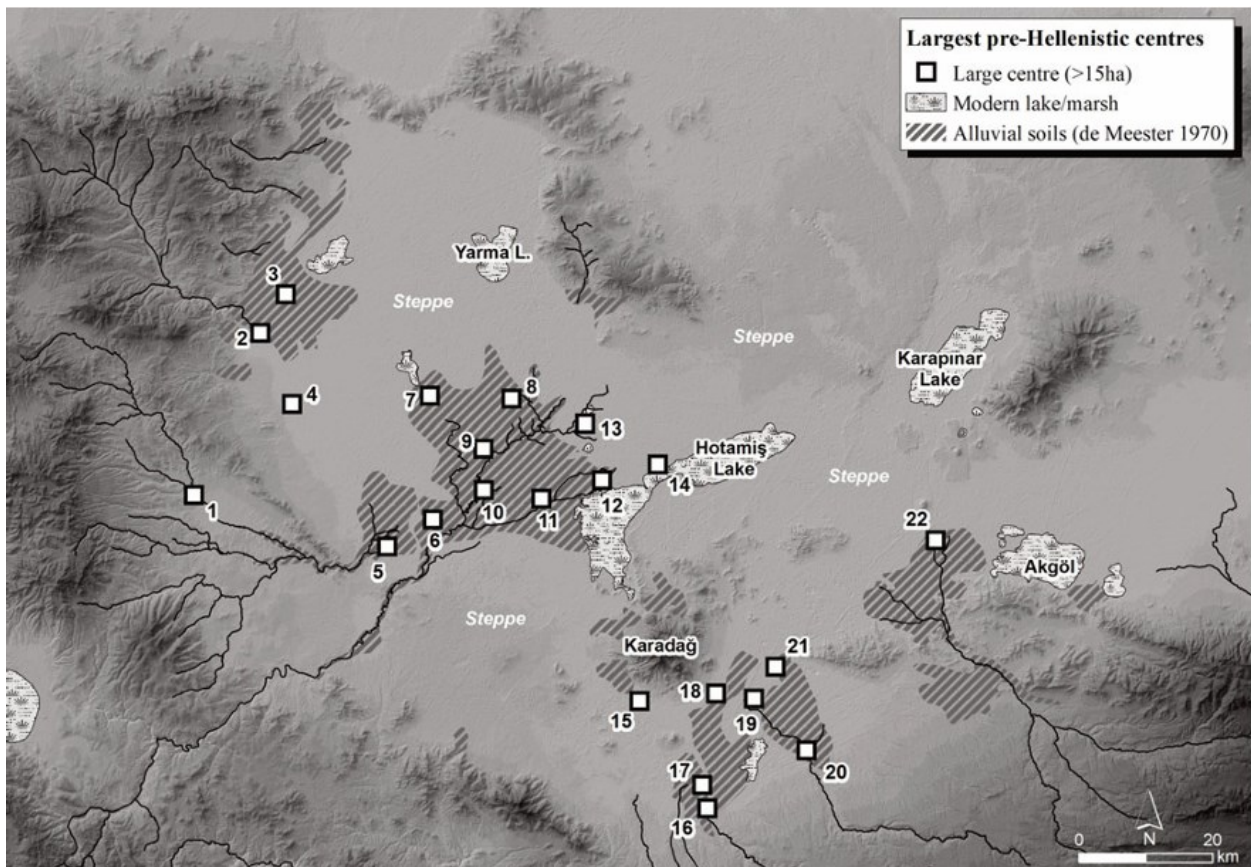 Largest pre-Hellenistic centres
Large centre (>15ha)
Modern lake/marsh
Alluvial soils (de Meester 1970)
Yarma L.
3
Steppe
2
Steppe
Karapınar
Lake
4
7
8
13
9
Hotamiş
Lake
Steppe
14
1
10
11
12
6
5
22
Akgöl
Steppe
Karadağ
21
18
15
19
20
17
16
0
N
20
km